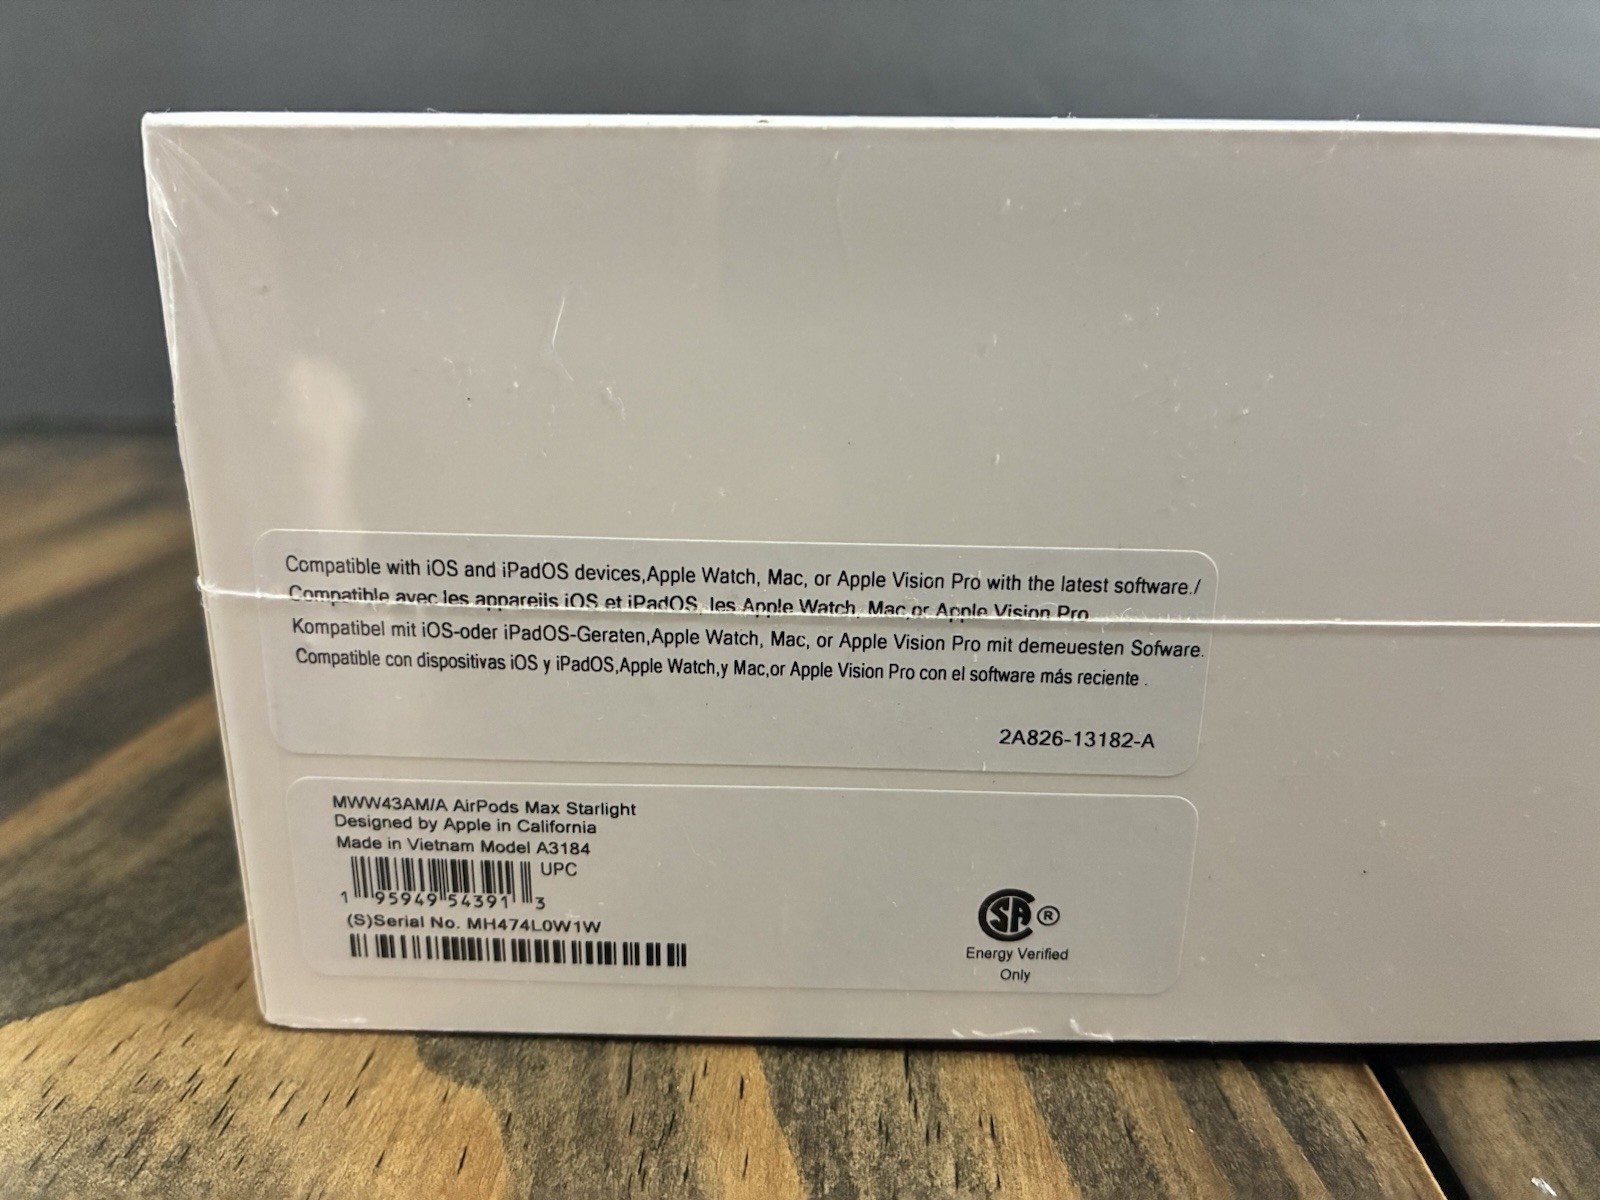 Compatible with iOS and iPadOS devices,Apple Watch, Mac, or Apple Vision Pro with the latest software./
Compatible avec les appareils iOS et iPadOS, les Apple Watch, Mac,or Apple Vision Pro
Kompatibel mit iOS-oder iPadOS-Geraten,Apple Watch, Mac, or Apple Vision Pro mit demeuesten Sofware.
Compatible con dispositivas iOS y iPadOS,Apple Watch,y Mac,or Apple Vision Pro con el software más reciente .
2A826-13182-A
MWW43AM/A AirPods Max Starlight
Designed by Apple in California
Made in Vietnam Model A3184
UPC
1 95949 54391 3
(S)Serial No. MH474L0W1W
SA ®
Energy Verified
Only